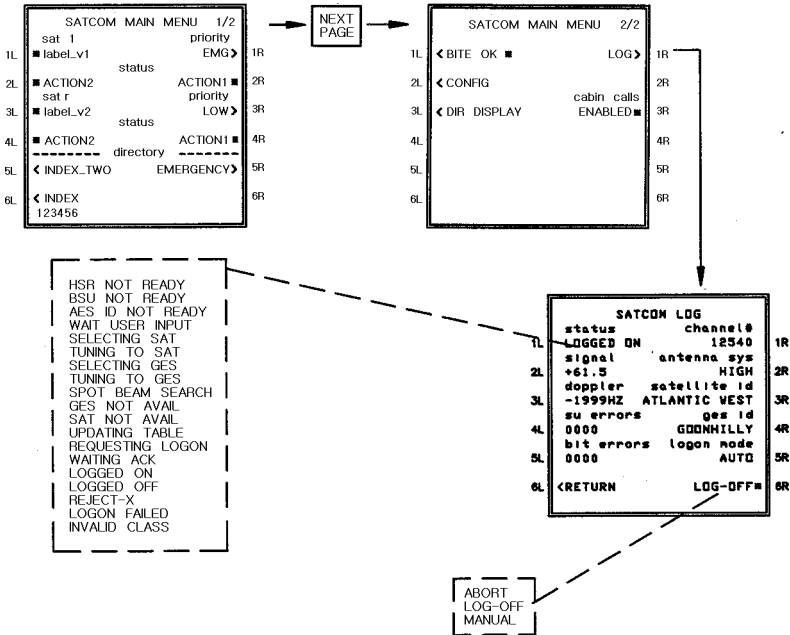 SATCOM MAIN MENU 1/2
sat 1 priority
1L ■ label_v1 EMG> 1R
status
2L ■ ACTION2 ACTION1 ■ 2R
sat r priority
3L ■ label_v2 LOW> 3R
status
4L ■ ACTION2 ACTION1 ■ 4R
--------- directory --------
5L < INDEX_TWO EMERGENCY> 5R
6L < INDEX 6R
123456
NEXT
PAGE
SATCOM MAIN MENU 2/2
1L < BITE OK ■ LOG> 1R
2L < CONFIG 2R
cabin calls
3L < DIR DISPLAY ENABLED ■ 3R
4L 4R
5L 5R
6L 6R
HSR NOT READY
BSU NOT READY
AES ID NOT READY
WAIT USER INPUT
SELECTING SAT
TUNING TO SAT
SELECTING GES
TUNING TO GES
SPOT BEAM SEARCH
GES NOT AVAIL
SAT NOT AVAIL
UPDATING TABLE
REQUESTING LOGON
WAITING ACK
LOGGED ON
LOGGED OFF
REJECT-X
LOGON FAILED
INVALID CLASS
SATCOM LOG
status channel#
1L LOGGED ON 12540 1R
signal antenna sys
2L +61.5 HIGH 2R
doppler satellite id
3L -1999HZ ATLANTIC WEST 3R
su errors ges id
4L 0000 GOONHILLY 4R
bit errors logon mode
5L 0000 AUTO 5R
6L <RETURN LOG-OFF■ 6R
ABORT
LOG-OFF
MANUAL